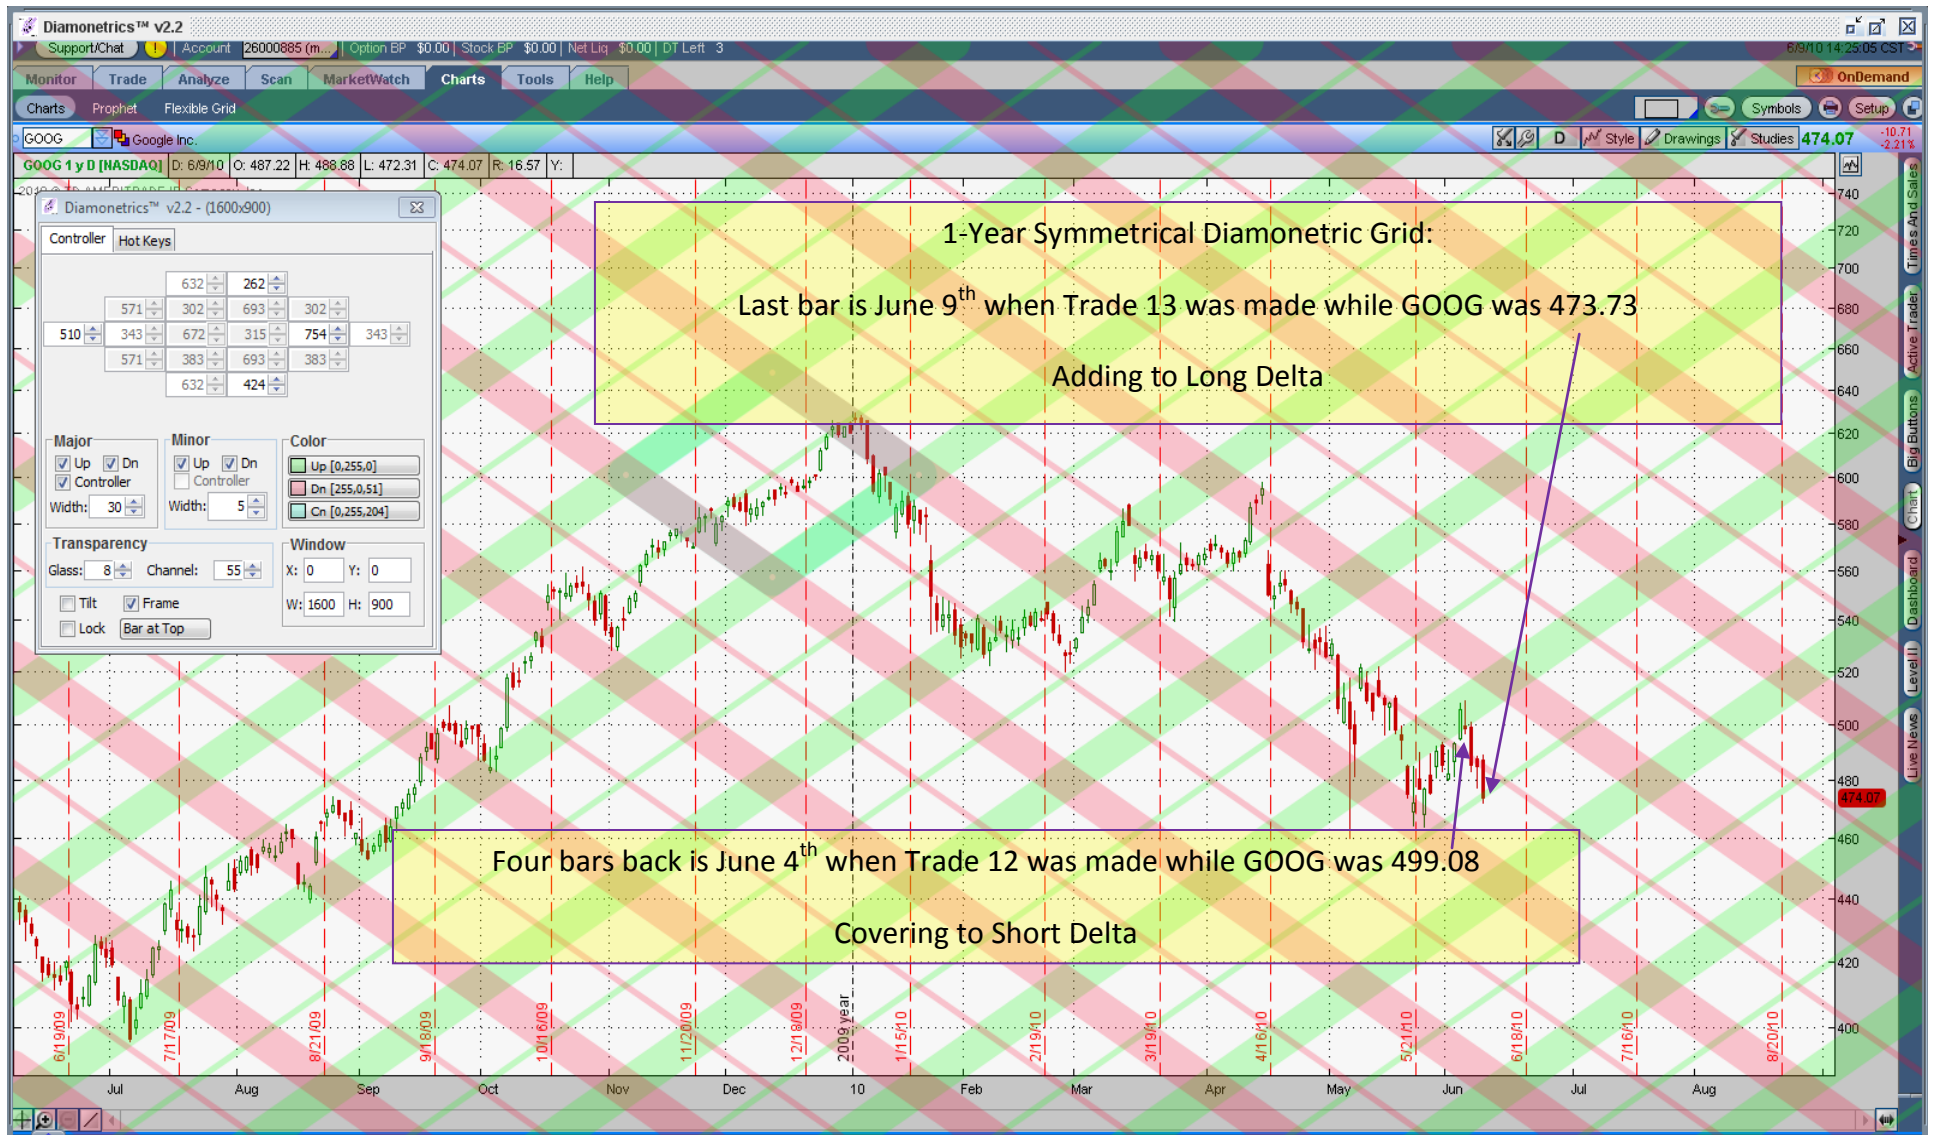 Diamonetrics™ v2.2
Support/Chat ! Account 26000885 (m... Option BP $0.00 Stock BP $0.00 Net Liq $0.00 DT Left 3 6/9/10 14:25:05 CST
Monitor Trade Analyze Scan MarketWatch Charts Tools Help OnDemand
Charts Prophet Flexible Grid Symbols Setup
GOOG Google Inc. D Style Drawings Studies 474.07 -10.71 -2.21%
GOOG 1 y D [NASDAQ] D: 6/9/10 O: 487.22 H: 488.88 L: 472.31 C: 474.07 R: 16.57 Y:
Diamonetrics™ v2.2 - (1600x900)
Controller Hot Keys
632 262
571 302 693 302
510 343 672 315 754 343
571 383 693 383
632 424
Major Minor Color
Up Dn Up Dn Up [0,255,0]
Controller Controller Dn [255,0,51]
Width: 30 Width: 5 Cn [0,255,204]
Transparency Window
Glass: 8 Channel: 55 X: 0 Y: 0
Tilt Frame W: 1600 H: 900
Lock Bar at Top
1-Year Symmetrical Diamonetric Grid:
Last bar is June 9th when Trade 13 was made while GOOG was 473.73
Adding to Long Delta
Four bars back is June 4th when Trade 12 was made while GOOG was 499.08
Covering to Short Delta
740
720
700
680
660
640
620
600
580
560
540
520
500
480
474.07
460
440
420
400
Times And Sales
Active Trader
Big Buttons
Chart
Dashboard
Level II
Live News
6/19/09 7/17/09 8/21/09 9/18/09 10/16/09 11/20/09 12/18/09 2009 year 1/15/10 2/19/10 3/19/10 4/16/10 5/21/10 6/18/10 7/16/10 8/20/10
Jul Aug Sep Oct Nov Dec 10 Feb Mar Apr May Jun Jul Aug